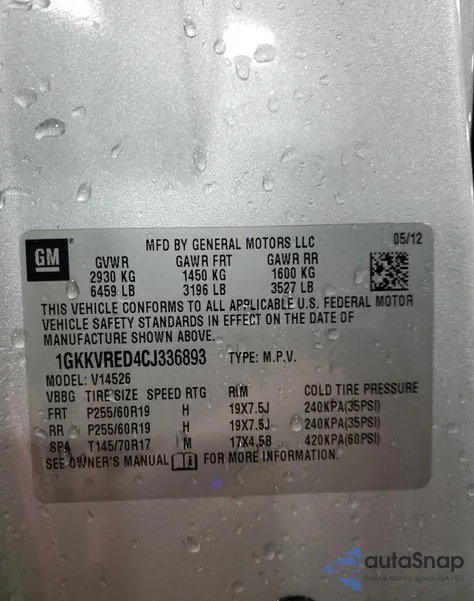 GM
MFD BY GENERAL MOTORS LLC 05/12
GVWR GAWR FRT GAWR RR
2930 KG 1450 KG 1600 KG
6459 LB 3196 LB 3527 LB
THIS VEHICLE CONFORMS TO ALL APPLICABLE U.S. FEDERAL MOTOR
VEHICLE SAFETY STANDARDS IN EFFECT ON THE DATE OF
MANUFACTURE SHOWN ABOVE.
1GKKVRED4CJ336893 TYPE: M.P.V.
MODEL: V14526
VBBG TIRE SIZE SPEED RTG RIM COLD TIRE PRESSURE
FRT P255/60R19 H 19X7.5J 240KPA(35PSI)
RR P255/60R19 H 19X7.5J 240KPA(35PSI)
SPA T145/70R17 M 17X4.5B 420KPA(60PSI)
SEE OWNER'S MANUAL FOR MORE INFORMATION.
autaSnap